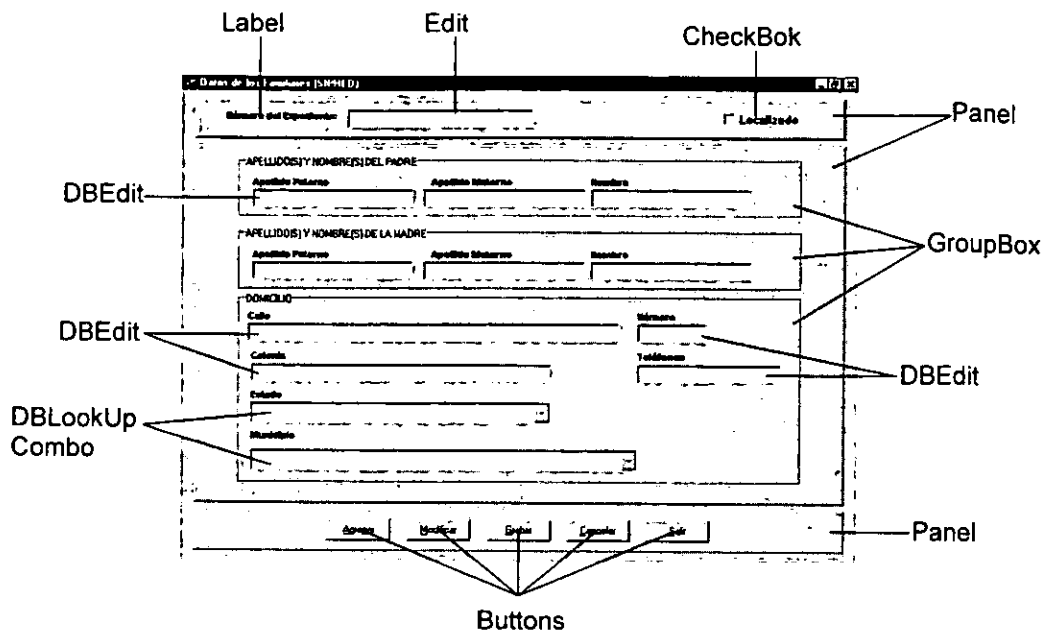 Label
Edit
CheckBok
Datos de los Familiares (SNMED)
Número del Expediente:
Localizado
Panel
APELLIDO(S) Y NOMBRE(S) DEL PADRE
Apellido Paterno Apellido Materno Nombre
DBEdit
APELLIDO(S) Y NOMBRE(S) DE LA MADRE
Apellido Paterno Apellido Materno Nombre
GroupBox
DOMICILIO
Calle Número
DBEdit
Colonia Teléfono
DBEdit
Estado
DBLookUp
Combo
Municipio
Agregar Modificar Grabar Cancelar Salir
Panel
Buttons